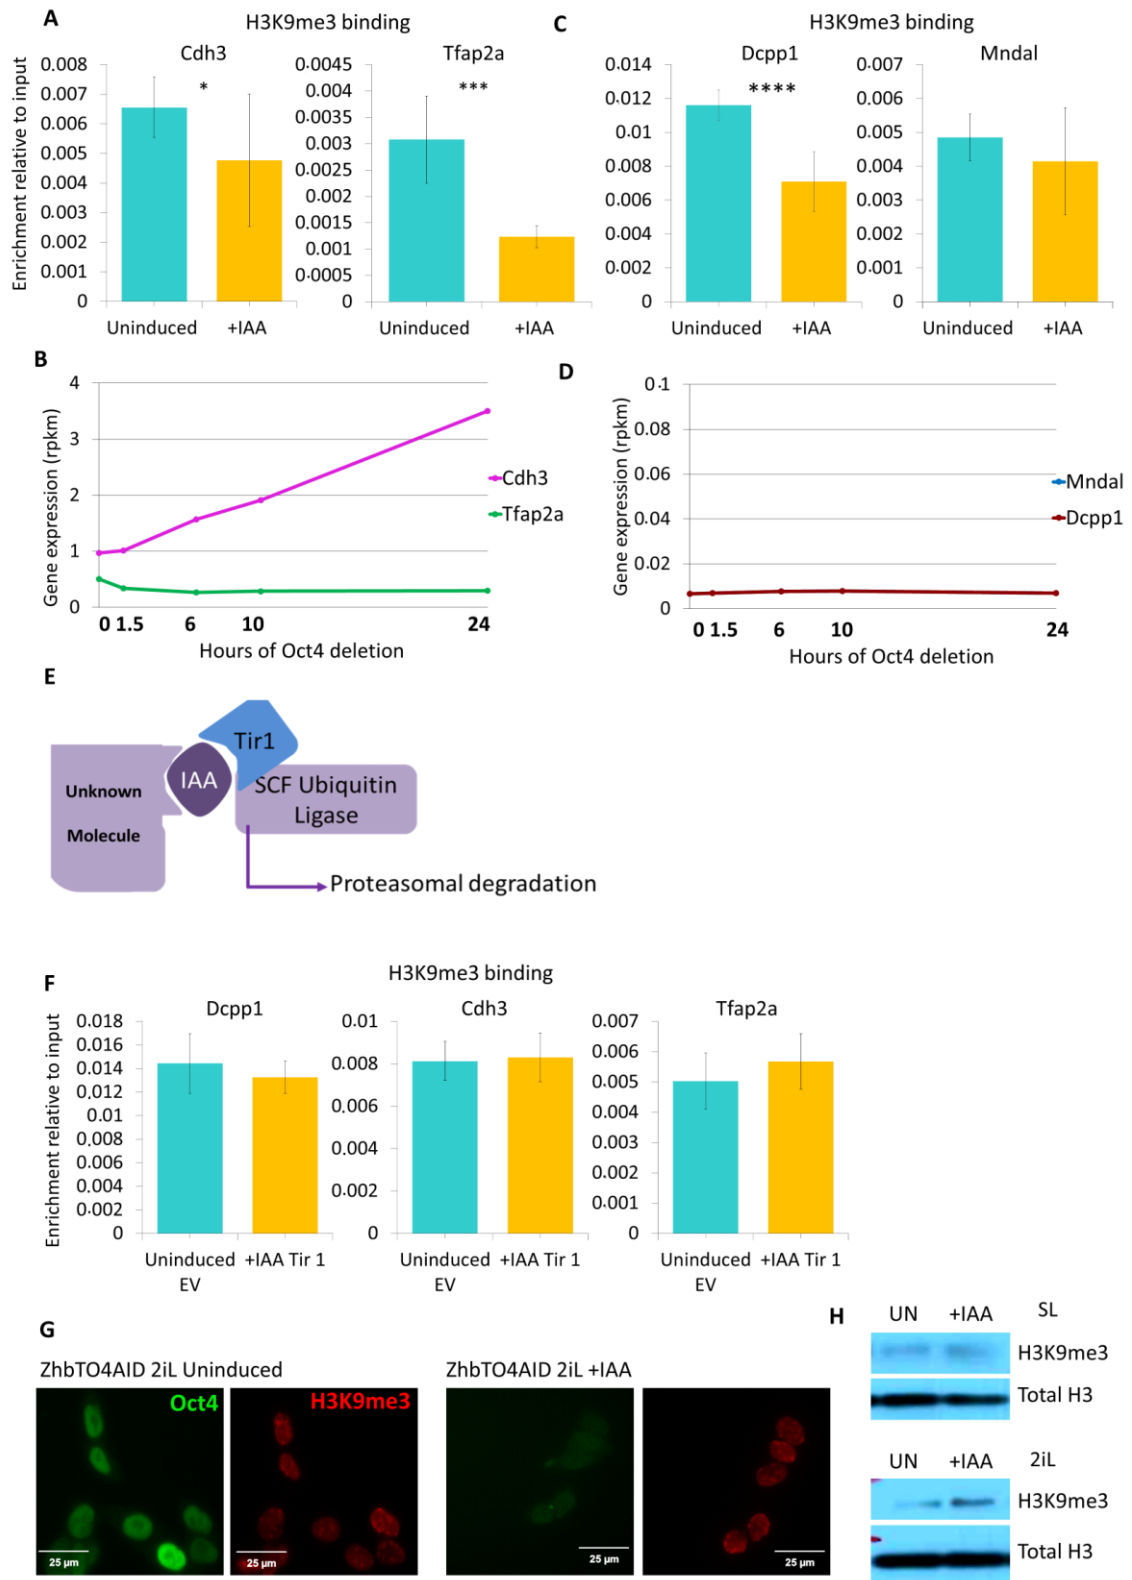 A
H3K9me3 binding
Cdh3
Tfap2a
Enrichment relative to input
0.008
0.007
0.006
0.005
0.004
0.003
0.002
0.001
0
*
Uninduced +IAA
0.0045
0.004
0.0035
0.003
0.0025
0.002
0.0015
0.001
0.0005
0
***
Uninduced +IAA
C
H3K9me3 binding
Dcpp1
Mndal
0.014
0.012
0.01
0.008
0.006
0.004
0.002
0
****
Uninduced +IAA
0.007
0.006
0.005
0.004
0.003
0.002
0.001
0
Uninduced +IAA
B
Gene expression (rpkm)
4
3
2
1
0
Cdh3
Tfap2a
0 1.5 6 10 24
Hours of Oct4 deletion
D
Gene expression (rpkm)
0.1
0.08
0.06
0.04
0.02
0
Mndal
Dcpp1
0 1.5 6 10 24
Hours of Oct4 deletion
E
Unknown
Molecule
IAA
Tir1
SCF Ubiquitin
Ligase
Proteasomal degradation
F
H3K9me3 binding
Dcpp1
Cdh3
Tfap2a
Enrichment relative to input
0.018
0.016
0.014
0.012
0.01
0.008
0.006
0.004
0.002
0
Uninduced +IAA Tir 1
EV
0.01
0.008
0.006
0.004
0.002
0
Uninduced +IAA Tir 1
EV
0.007
0.006
0.005
0.004
0.003
0.002
0.001
0
Uninduced +IAA Tir 1
EV
G
ZhbTO4AID 2iL Uninduced
ZhbTO4AID 2iL +IAA
Oct4
H3K9me3
25 µm
25 µm
25 µm
25 µm
H
UN +IAA SL
H3K9me3
Total H3
UN +IAA 2iL
H3K9me3
Total H3